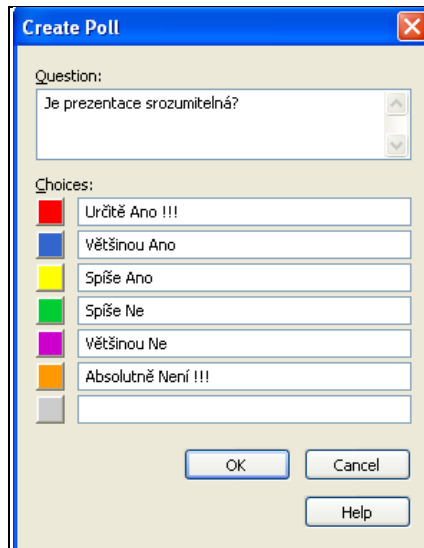 Create Poll
Question:
Je prezentace srozumitelná?
Choices:
Určitě Ano !!!
Většinou Ano
Spíše Ano
Spíše Ne
Většinou Ne
Absolutně Není !!!
OK Cancel
Help